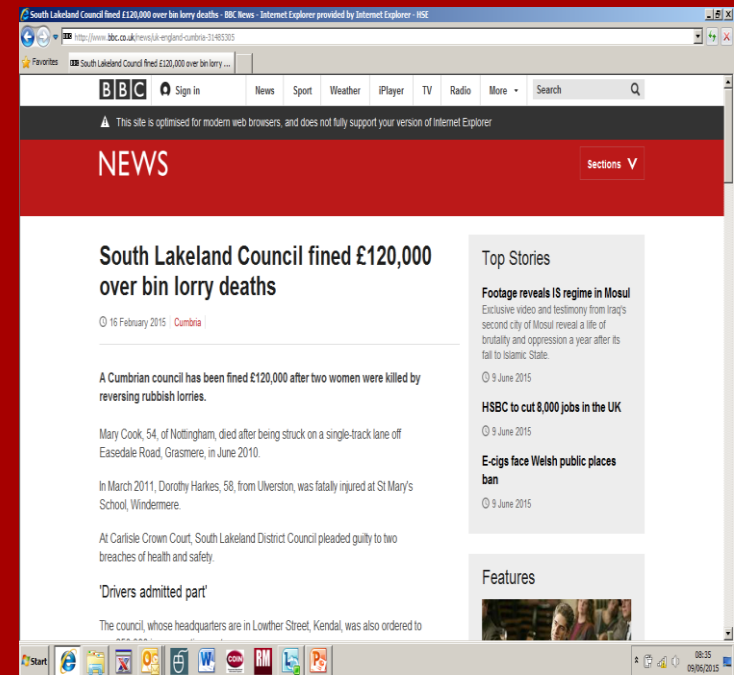 South Lakeland Council fined £120,000 over bin lorry deaths - BBC News - Internet Explorer provided by Internet Explorer - HSE
http://www.bbc.co.uk/news/uk-england-cumbria-31485305
Favorites
South Lakeland Council fined £120,000 over bin lorry ...
BBC Sign in News Sport Weather iPlayer TV Radio More Search
This site is optimised for modern web browsers, and does not fully support your version of Internet Explorer
NEWS
Sections
South Lakeland Council fined £120,000
over bin lorry deaths
16 February 2015 Cumbria
A Cumbrian council has been fined £120,000 after two women were killed by
reversing rubbish lorries.
Mary Cook, 54, of Nottingham, died after being struck on a single-track lane off
Easedale Road, Grasmere, in June 2010.
In March 2011, Dorothy Harkes, 58, from Ulverston, was fatally injured at St Mary's
School, Windermere.
At Carlisle Crown Court, South Lakeland District Council pleaded guilty to two
breaches of health and safety.
'Drivers admitted part'
The council, whose headquarters are in Lowther Street, Kendal, was also ordered to
Top Stories
Footage reveals IS regime in Mosul
Exclusive video and testimony from Iraq's
second city of Mosul reveal a life of
brutality and oppression a year after its
fall to Islamic State.
9 June 2015
HSBC to cut 8,000 jobs in the UK
9 June 2015
E-cigs face Welsh public places
ban
9 June 2015
Features
Start
08:35
09/06/2015